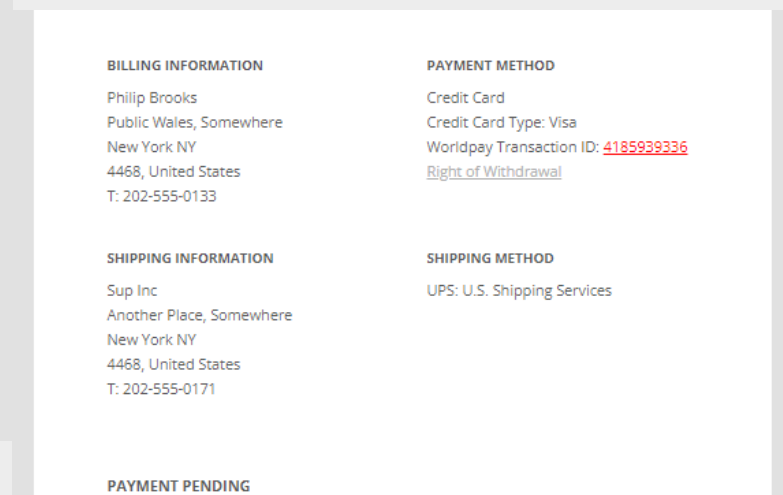 BILLING INFORMATION
Philip Brooks
Public Wales, Somewhere
New York NY
4468, United States
T: 202-555-0133
PAYMENT METHOD
Credit Card
Credit Card Type: Visa
Worldpay Transaction ID: 4185939336
Right of Withdrawal
SHIPPING INFORMATION
Sup Inc
Another Place, Somewhere
New York NY
4468, United States
T: 202-555-0171
SHIPPING METHOD
UPS: U.S. Shipping Services
PAYMENT PENDING